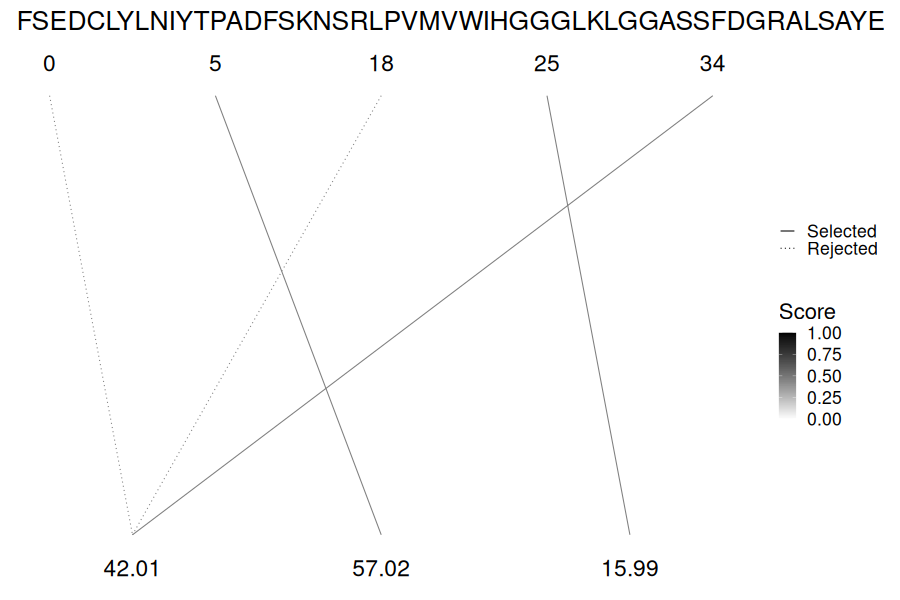 FSEDCLYLNIYTPADFSKNSRLPVMVWIHGGGLKLGGASSFDGRALSAYE
0 5 18 25 34
Selected
Rejected
Score
1.00
0.75
0.50
0.25
0.00
42.01 57.02 15.99